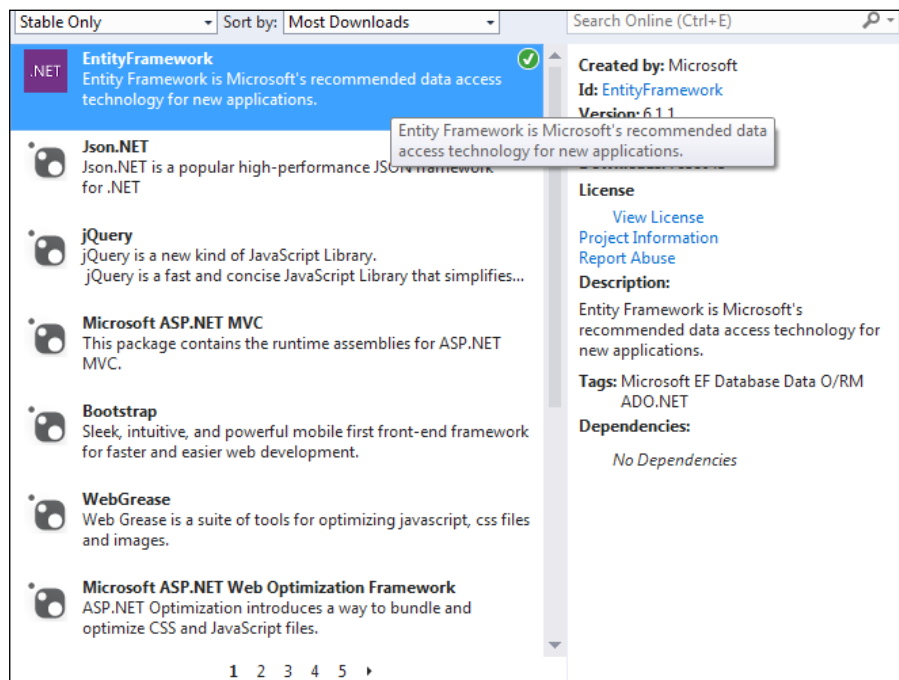 Stable Only
Sort by: Most Downloads
Search Online (Ctrl+E)
.NET
EntityFramework
Entity Framework is Microsoft's recommended data access
technology for new applications.
Json.NET
Json.NET is a popular high-performance JSON framework
for .NET
jQuery
jQuery is a new kind of JavaScript Library.
jQuery is a fast and concise JavaScript Library that simplifies...
Microsoft ASP.NET MVC
This package contains the runtime assemblies for ASP.NET
MVC.
Bootstrap
Sleek, intuitive, and powerful mobile first front-end framework
for faster and easier web development.
WebGrease
Web Grease is a suite of tools for optimizing javascript, css files
and images.
Microsoft ASP.NET Web Optimization Framework
ASP.NET Optimization introduces a way to bundle and
optimize CSS and JavaScript files.
1 2 3 4 5
Created by: Microsoft
Id: EntityFramework
Version: 6.1.1
Entity Framework is Microsoft's recommended data
access technology for new applications.
License
View License
Project Information
Report Abuse
Description:
Entity Framework is Microsoft's
recommended data access technology for
new applications.
Tags: Microsoft EF Database Data O/RM
ADO.NET
Dependencies:
No Dependencies